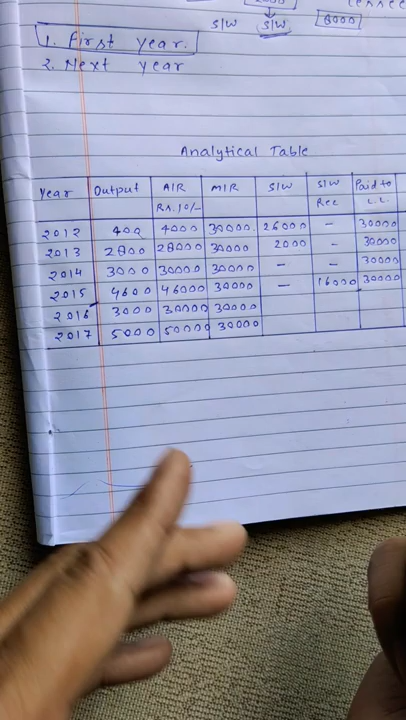 S/W S/W 8000
1. First year.
2. Next year
Analytical Table
Year Output AIR Rs.10/- MIR S/W S/W Rec Paid to L.L.
2012 400 4000 30000 26000 - 30000
2013 2800 28000 30000 2000 - 30000
2014 3000 30000 30000 - - 30000
2015 4600 46000 30000 - 16000 30000
2016 3000 30000 30000
2017 5000 50000 30000